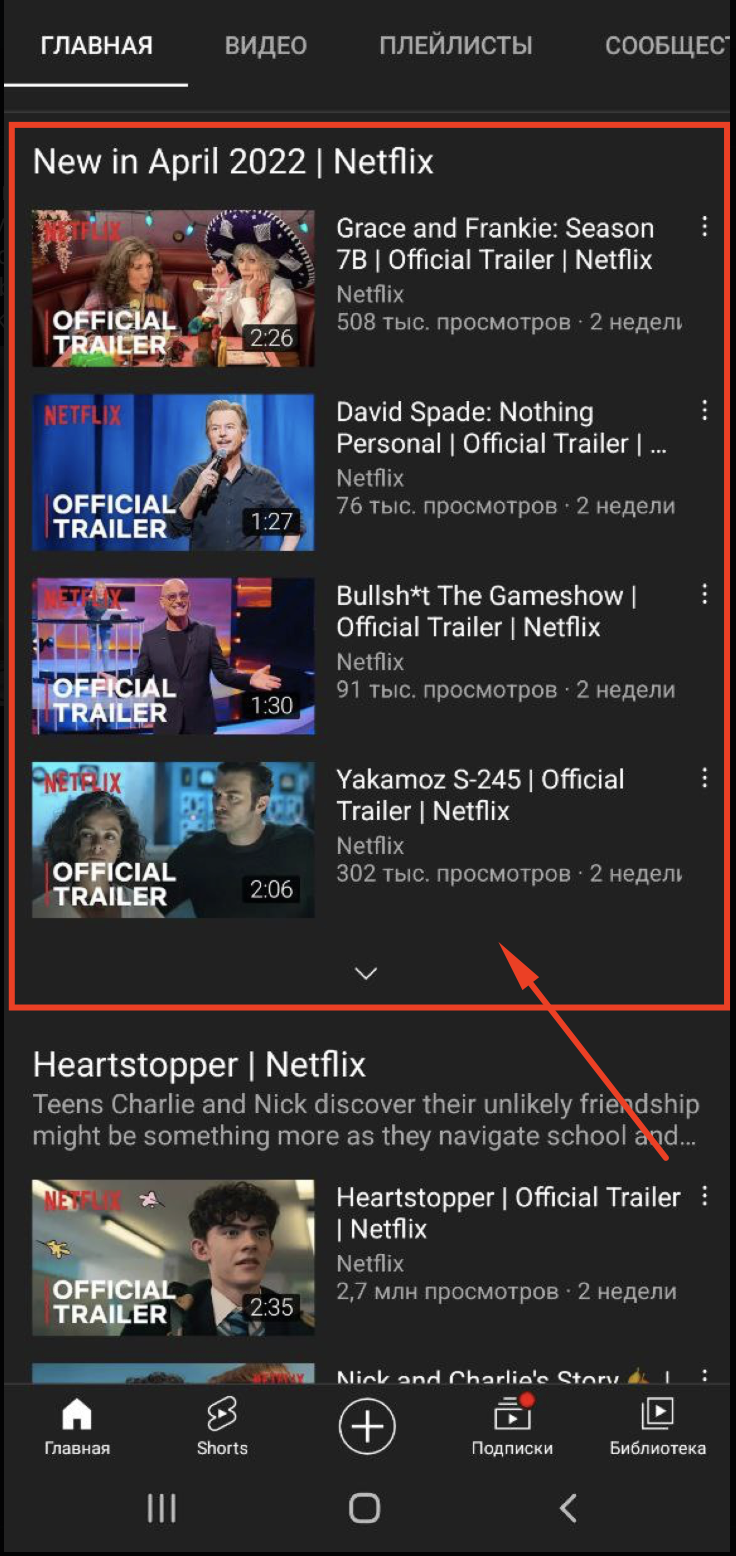 ГЛАВНАЯ ВИДЕО ПЛЕЙЛИСТЫ СООБЩЕСТ
New in April 2022 | Netflix
NETFLIX
OFFICIAL
TRAILER
2:26
Grace and Frankie: Season
7B | Official Trailer | Netflix
Netflix
508 тыс. просмотров · 2 недели
NETFLIX
OFFICIAL
TRAILER
1:27
David Spade: Nothing
Personal | Official Trailer | ...
Netflix
76 тыс. просмотров · 2 недели
NETFLIX
OFFICIAL
TRAILER
1:30
Bullsh*t The Gameshow |
Official Trailer | Netflix
Netflix
91 тыс. просмотров · 2 недели
NETFLIX
OFFICIAL
TRAILER
2:06
Yakamoz S-245 | Official
Trailer | Netflix
Netflix
302 тыс. просмотров · 2 недели
Heartstopper | Netflix
Teens Charlie and Nick discover their unlikely friendship
might be something more as they navigate school and...
NETFLIX
OFFICIAL
TRAILER
2:35
Heartstopper | Official Trailer
| Netflix
Netflix
2,7 млн просмотров · 2 недели
NETFLIX
Nick and Charlie's Story 🍂 |
Главная Shorts Подписки Библиотека